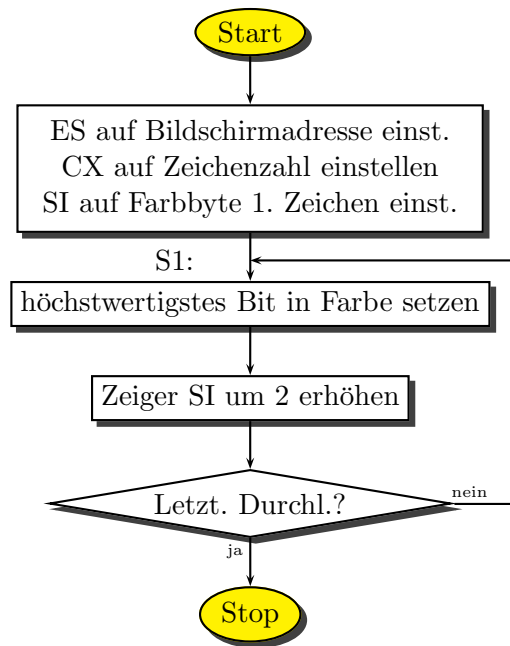 Start
ES auf Bildschirmadresse einst.
CX auf Zeichenzahl einstellen
SI auf Farbbyte 1. Zeichen einst.
S1:
höchstwertigstes Bit in Farbe setzen
Zeiger SI um 2 erhöhen
Letzt. Durchl.?
nein
ja
Stop